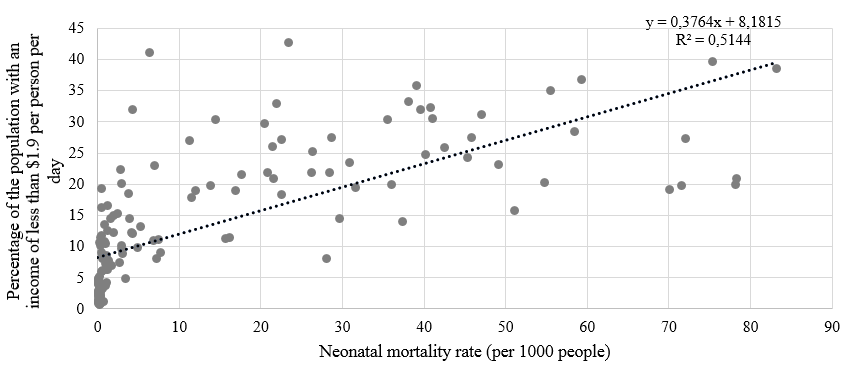 y = 0,3764x + 8,1815
R² = 0,5144
Percentage of the population with an
income of less than $1.9 per person per
day
45
40
35
30
25
20
15
10
5
0
0 10 20 30 40 50 60 70 80 90
Neonatal mortality rate (per 1000 people)